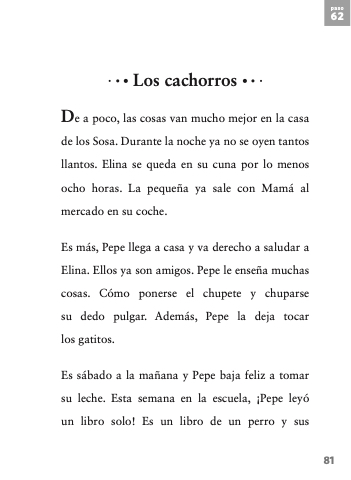 paso
62
Los cachorros
De a poco, las cosas van mucho mejor en la casa
de los Sosa. Durante la noche ya no se oyen tantos
llantos. Elina se queda en su cuna por lo menos
ocho horas. La pequeña ya sale con Mamá al
mercado en su coche.
Es más, Pepe llega a casa y va derecho a saludar a
Elina. Ellos ya son amigos. Pepe le enseña muchas
cosas. Cómo ponerse el chupete y chuparse
su dedo pulgar. Además, Pepe la deja tocar
los gatitos.
Es sábado a la mañana y Pepe baja feliz a tomar
su leche. Esta semana en la escuela, ¡Pepe leyó
un libro solo! Es un libro de un perro y sus
81